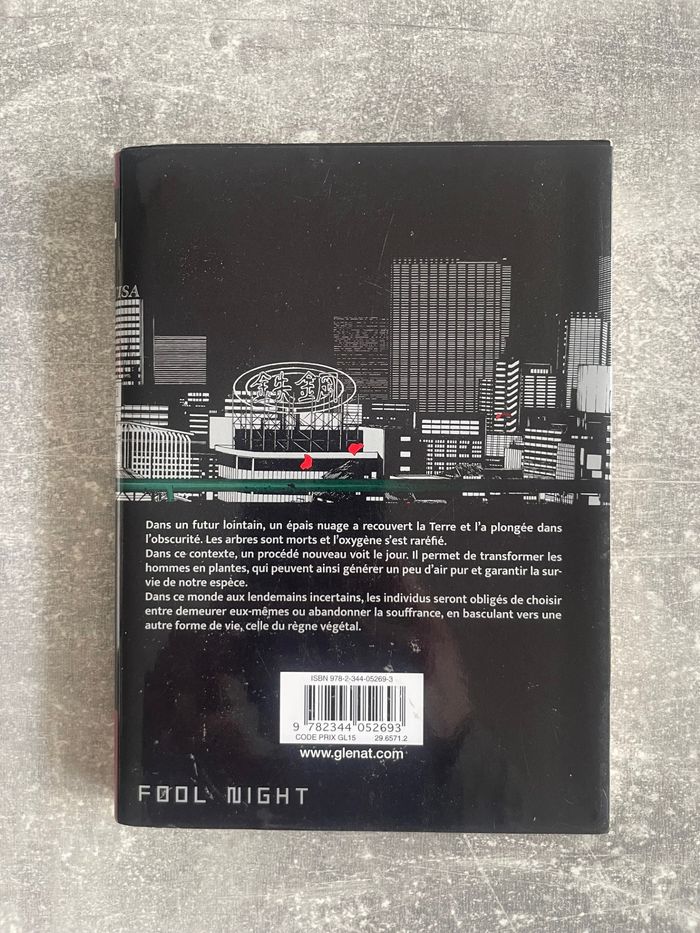 鉄鋼
Dans un futur lointain, un épais nuage a recouvert la Terre et l'a plongée dans
l'obscurité. Les arbres sont morts et l'oxygène s'est raréfié.
Dans ce contexte, un procédé nouveau voit le jour. Il permet de transformer les
hommes en plantes, qui peuvent ainsi générer un peu d'air pur et garantir la sur-
vie de notre espèce.
Dans ce monde aux lendemains incertains, les individus seront obligés de choisir
entre demeurer eux-mêmes ou abandonner la souffrance, en basculant vers une
autre forme de vie, celle du règne végétal.
ISBN 978-2-344-05269-3
9 782344 052693
CODE PRIX GL15 29.6571.2
www.glenat.com
FOOL NIGHT